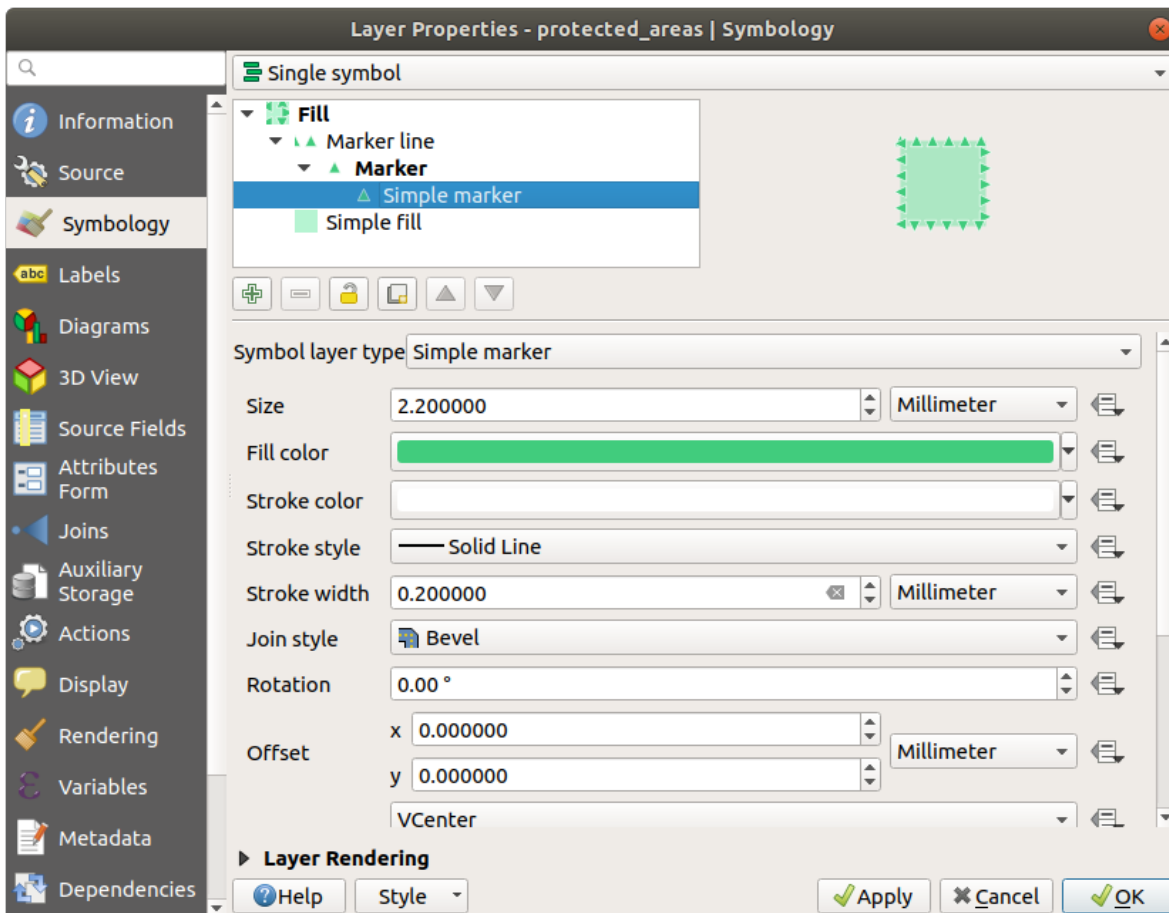 Layer Properties - protected_areas | Symbology
Single symbol
Information
Source
Symbology
abc Labels
Diagrams
3D View
Source Fields
Attributes
Form
Joins
Auxiliary
Storage
Actions
Display
Rendering
Variables
Metadata
Dependencies
Fill
Marker line
Marker
Simple marker
Simple fill
Symbol layer type Simple marker
Size 2.200000 Millimeter
Fill color
Stroke color
Stroke style Solid Line
Stroke width 0.200000 Millimeter
Join style Bevel
Rotation 0.00 °
Offset x 0.000000 Millimeter
y 0.000000
VCenter
Layer Rendering
Help Style Apply Cancel OK